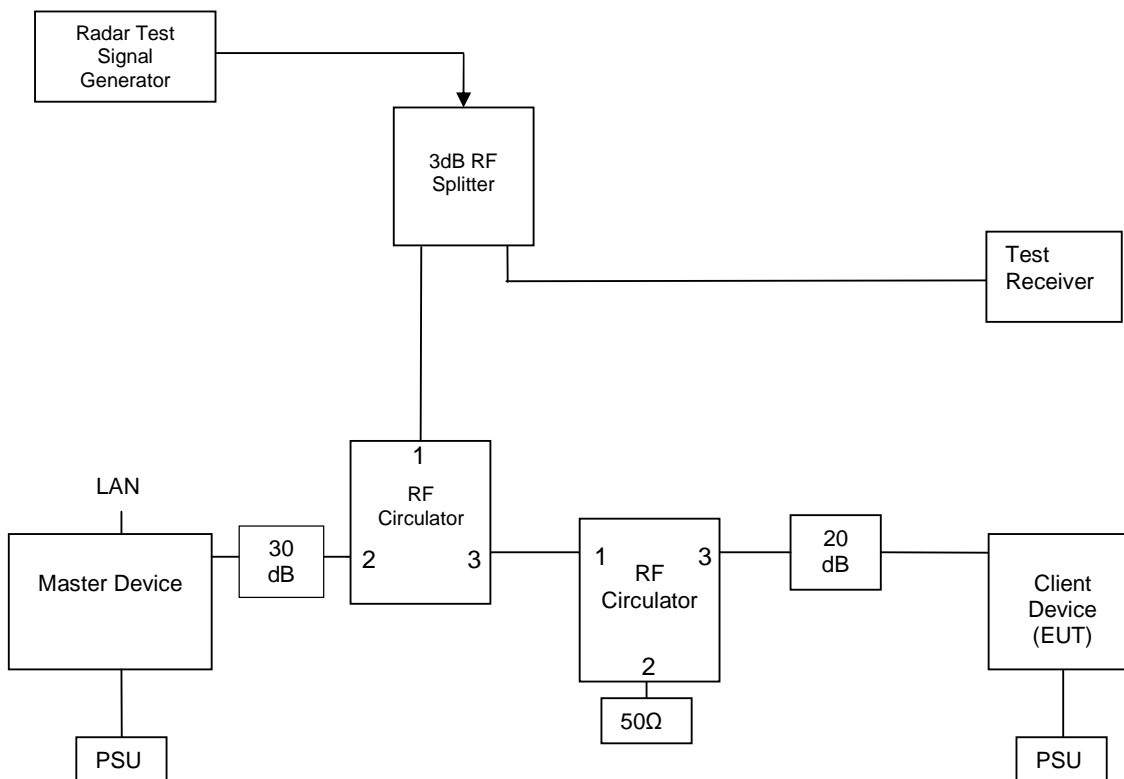 Radar Test
Signal
Generator
3dB RF
Splitter
Test
Receiver
1
RF
Circulator
2
3
LAN
Master Device
30
dB
1
3
RF
Circulator
2
50Ω
20
dB
Client
Device
(EUT)
PSU
PSU